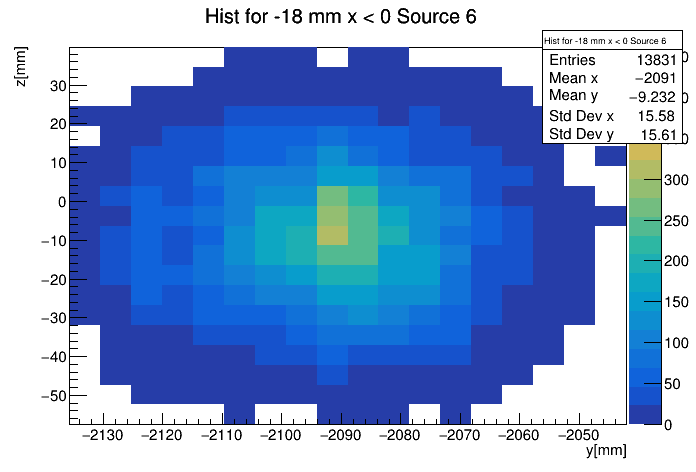 Hist for -18 mm x < 0 Source 6
Hist for -18 mm x < 0 Source 6
Entries 13831
Mean x −2091
Mean y −9.232
Std Dev x 15.58
Std Dev y 15.61
z[mm]
30
20
10
0
−10
−20
−30
−40
−50
−2130 −2120 −2110 −2100 −2090 −2080 −2070 −2060 −2050
y[mm]
300
250
200
150
100
50
0